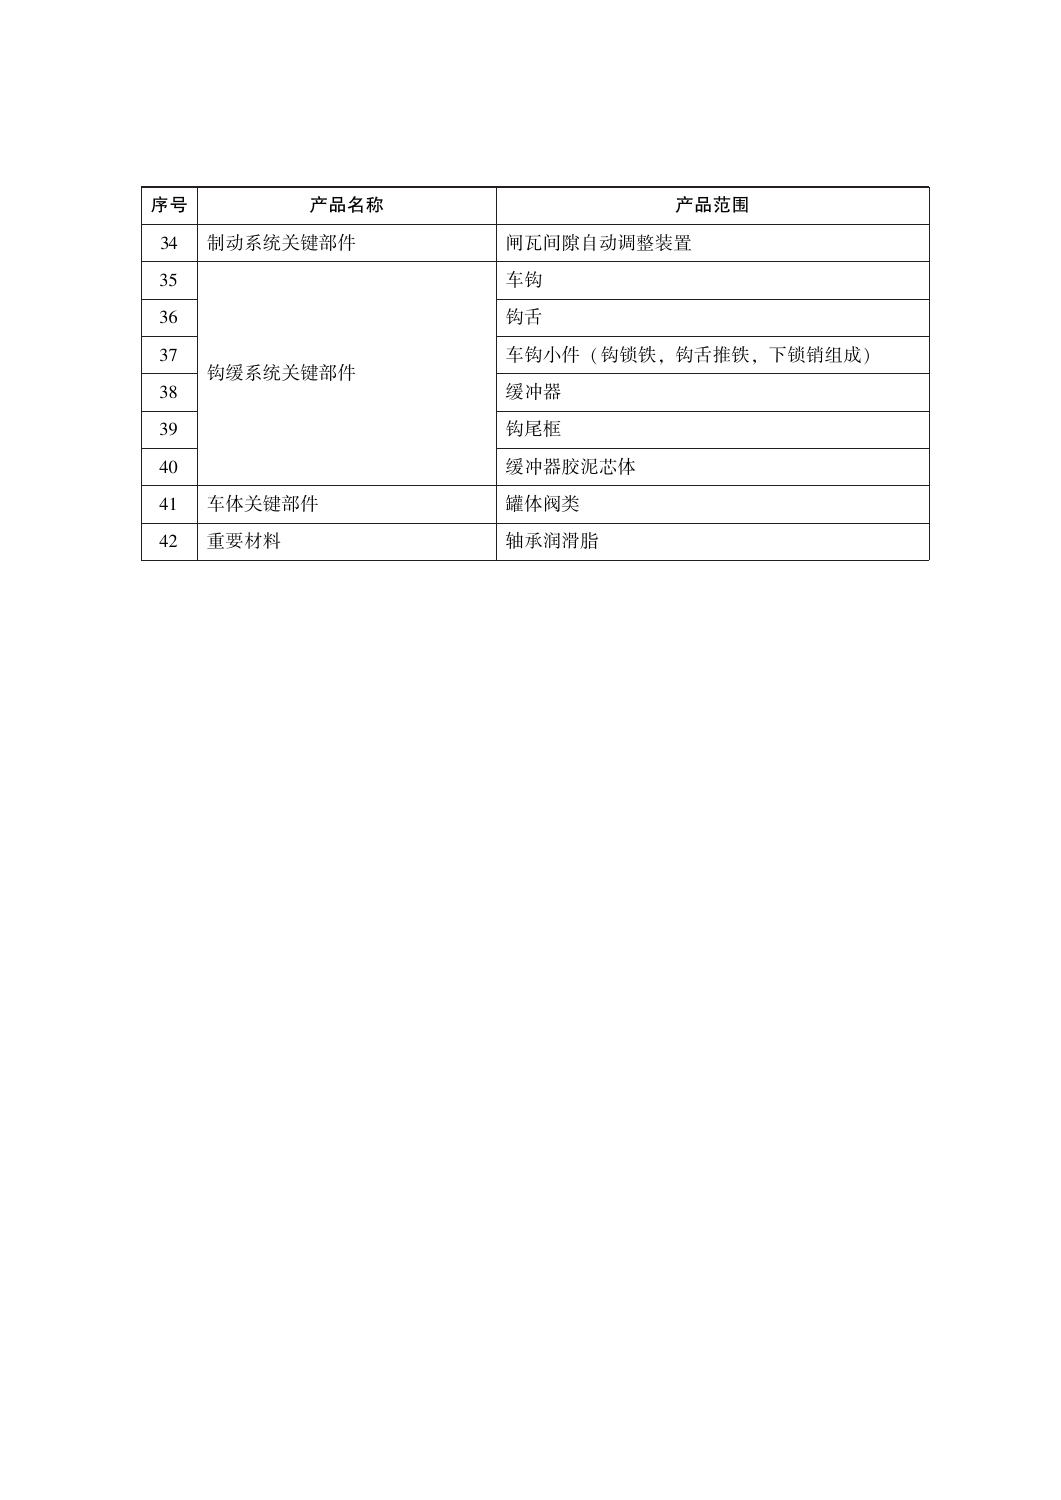 序号 产品名称 产品范围
34 制动系统关键部件 闸瓦间隙自动调整装置
35 钩缓系统关键部件 车钩
36 钩舌
37 车钩小件（钩锁铁，钩舌推铁，下锁销组成）
38 缓冲器
39 钩尾框
40 缓冲器胶泥芯体
41 车体关键部件 罐体阀类
42 重要材料 轴承润滑脂